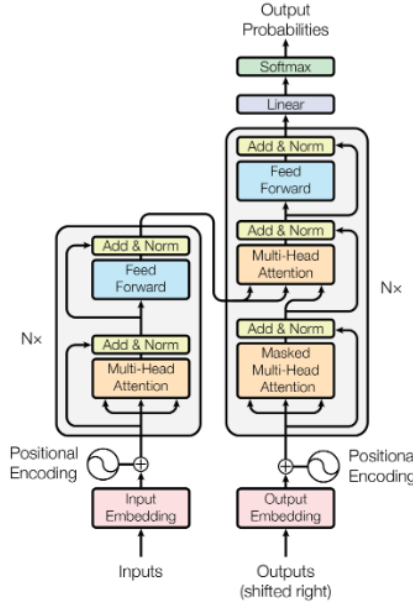 Output
Probabilities
Softmax
Linear
Add & Norm
Feed
Forward
Add & Norm
Multi-Head
Attention
Add & Norm
Masked
Multi-Head
Attention
Nx
Add & Norm
Feed
Forward
Add & Norm
Multi-Head
Attention
Nx
Positional
Encoding
Positional
Encoding
Input
Embedding
Output
Embedding
Inputs
Outputs
(shifted right)